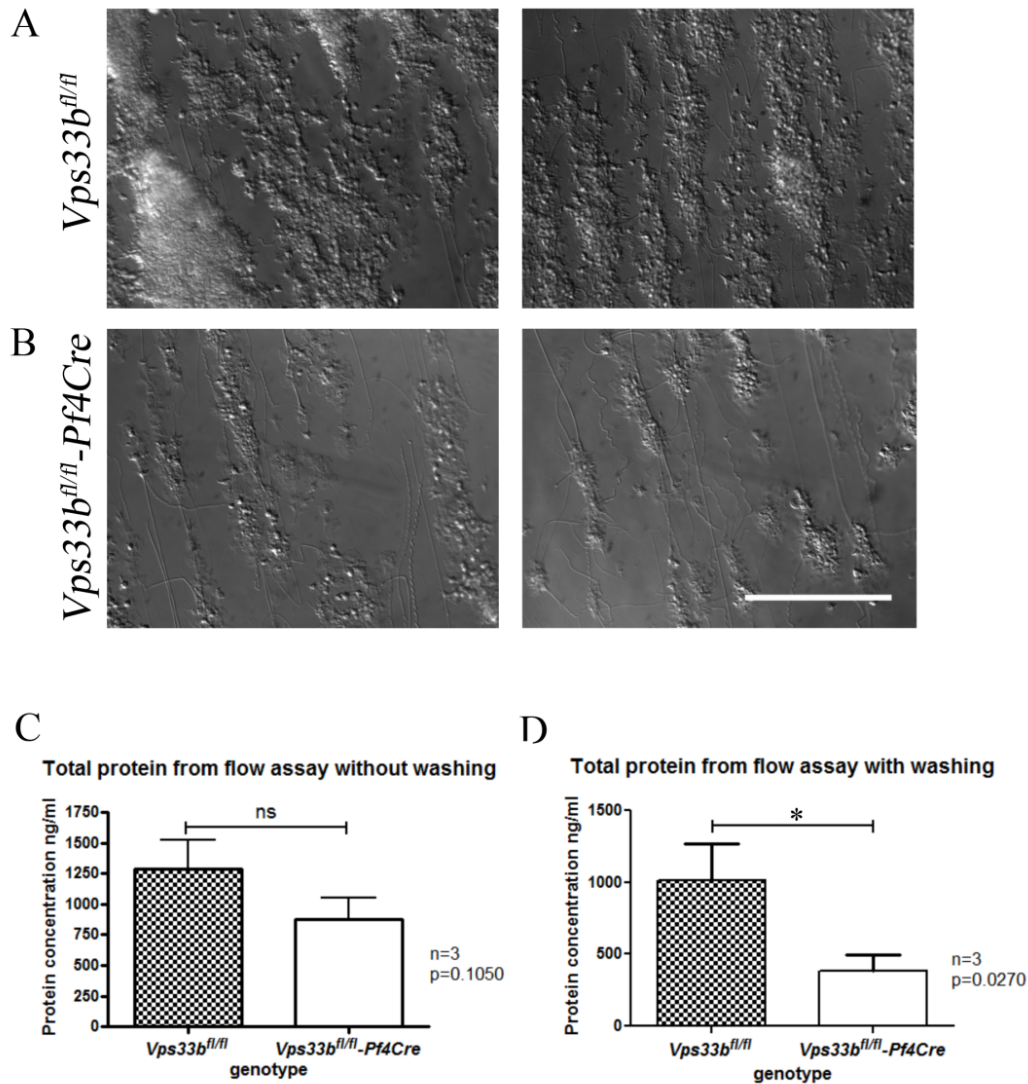 A
Vps33b^fl/fl
B
Vps33b^fl/fl-Pf4Cre
C
Total protein from flow assay without washing
Protein concentration ng/ml
1750
1500
1250
1000
750
500
250
0
ns
n=3
p=0.1050
Vps33b^fl/fl
Vps33b^fl/fl-Pf4Cre
genotype
D
Total protein from flow assay with washing
Protein concentration ng/ml
1500
1000
500
0
*
n=3
p=0.0270
Vps33b^fl/fl
Vps33b^fl/fl-Pf4Cre
genotype